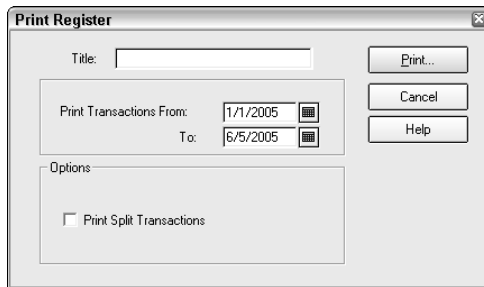 Print Register
Title:
Print...
Print Transactions From: 1/1/2005
Cancel
To: 6/5/2005
Help
Options
Print Split Transactions